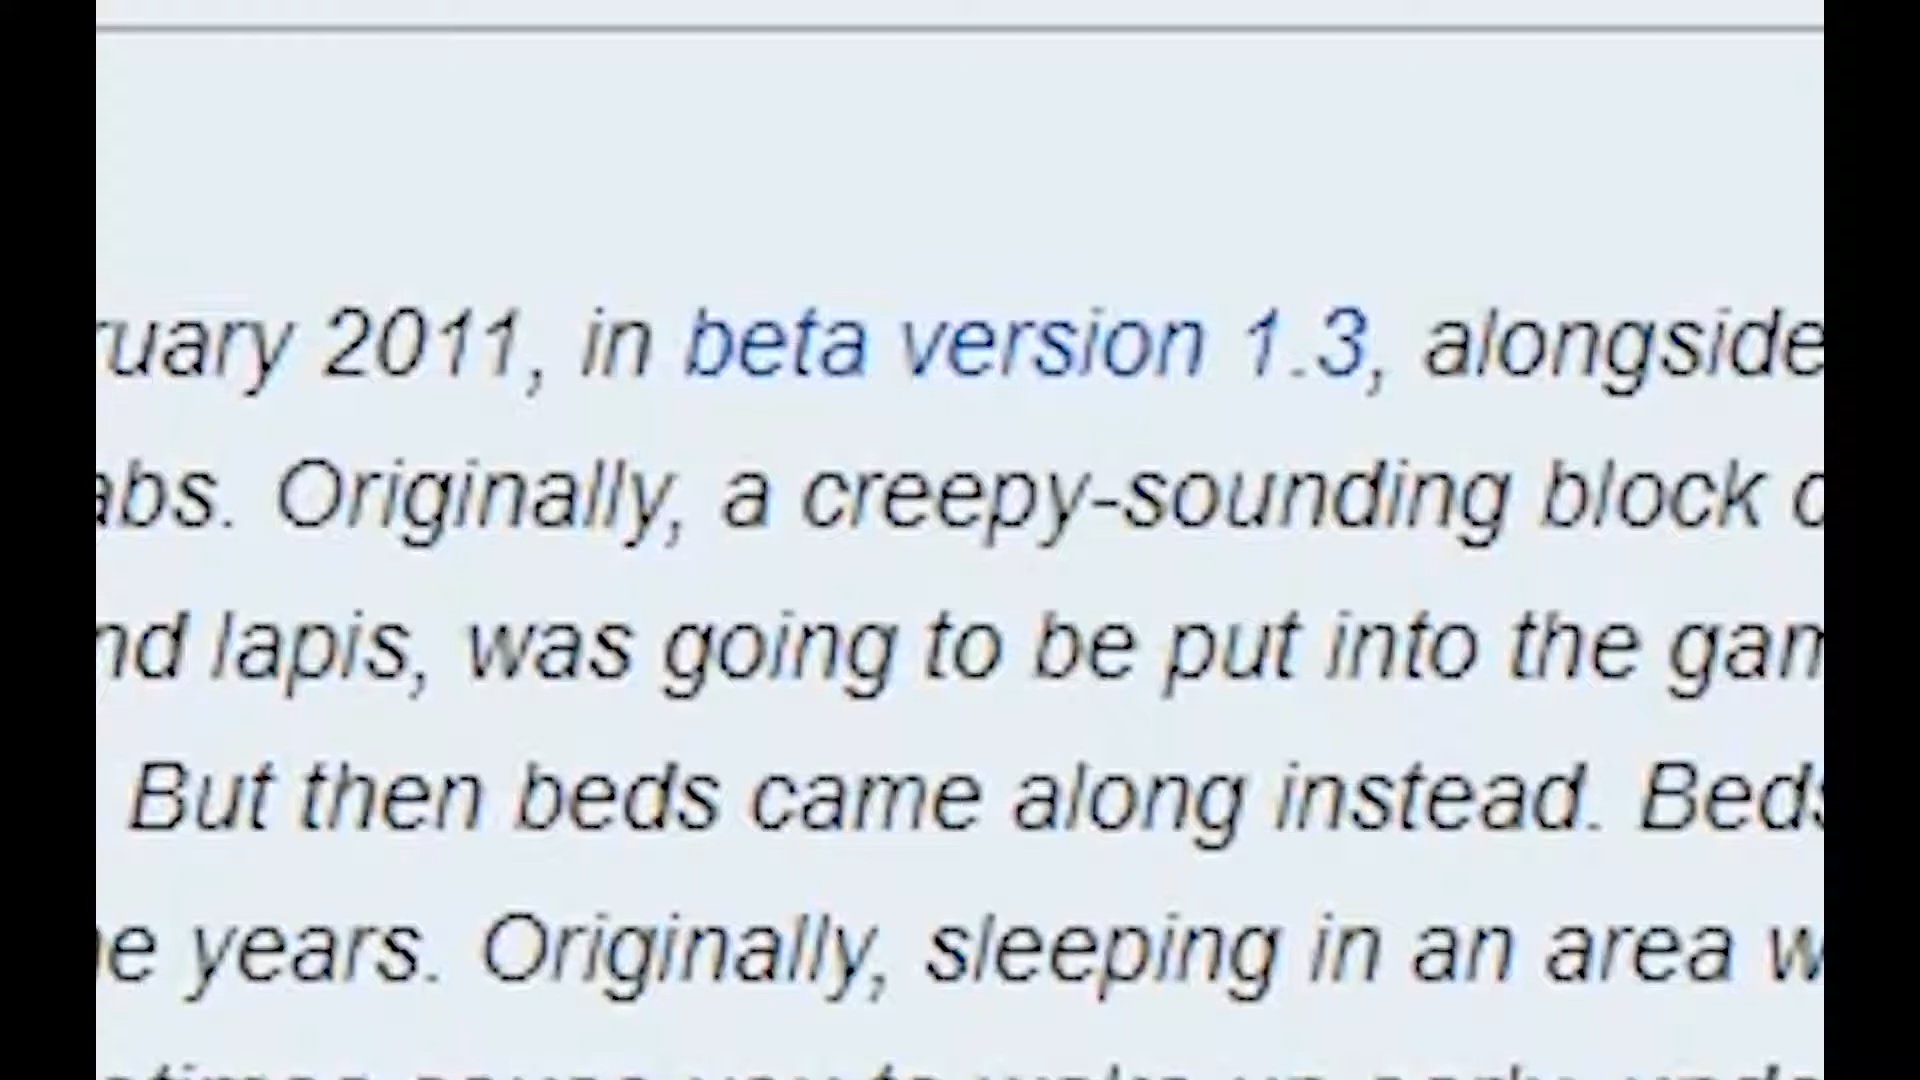 ruary 2011, in beta version 1.3, alongside
abs. Originally, a creepy-sounding block
nd lapis, was going to be put into the gam
But then beds came along instead. Beds
e years. Originally, sleeping in an area w